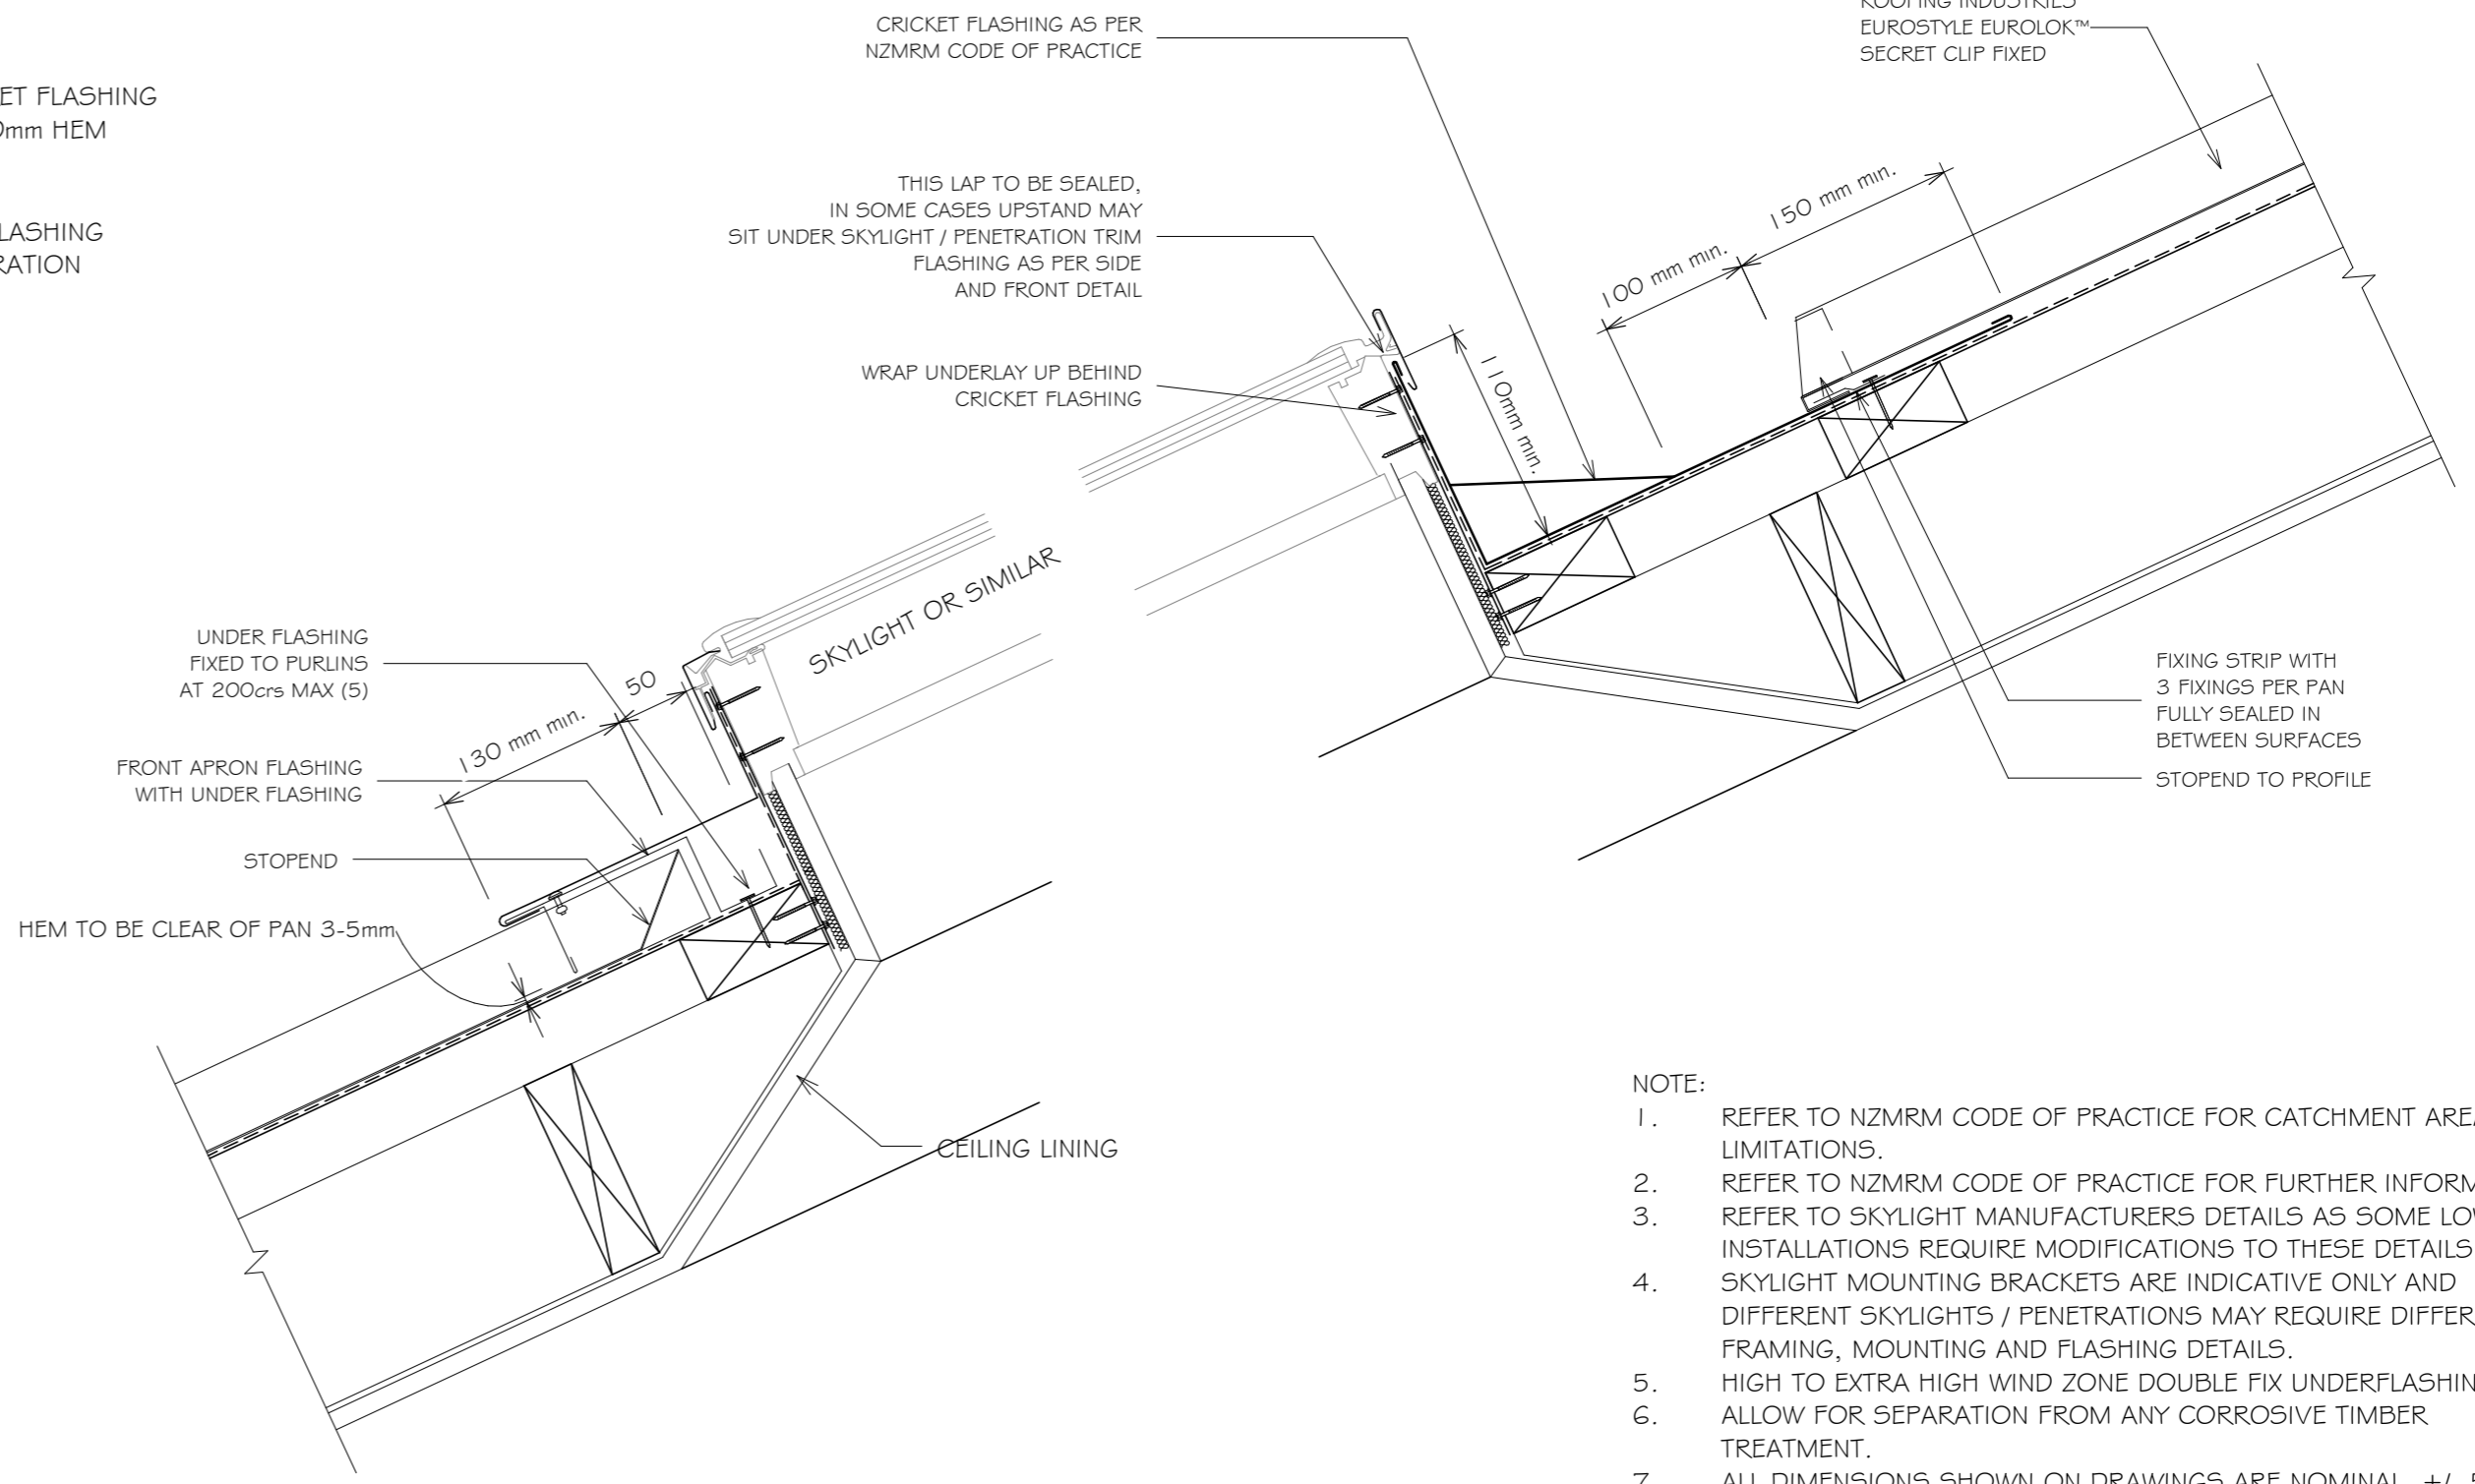 CRICKET FLASHING AS PER
NZMRM CODE OF PRACTICE
ROOFING INDUSTRIES
EUROSTYLE EUROLOK™
SECRET CLIP FIXED
FLASHING
HEM
THIS LAP TO BE SEALED,
IN SOME CASES UPSTAND MAY
SIT UNDER SKYLIGHT / PENETRATION TRIM
FLASHING AS PER SIDE
AND FRONT DETAIL
150 mm min.
100 mm min.
WRAP UNDERLAY UP BEHIND
CRICKET FLASHING
110mm min.
SKYLIGHT OR SIMILAR
UNDER FLASHING
FIXED TO PURLINS
AT 200crs MAX (5)
50
130 mm min.
FRONT APRON FLASHING
WITH UNDER FLASHING
STOPEND
HEM TO BE CLEAR OF PAN 3-5mm
FIXING STRIP WITH
3 FIXINGS PER PAN
FULLY SEALED IN
BETWEEN SURFACES
STOPEND TO PROFILE
CEILING LINING
NOTE:
1. REFER TO NZMRM CODE OF PRACTICE FOR CATCHMENT AREA
LIMITATIONS.
2. REFER TO NZMRM CODE OF PRACTICE FOR FURTHER
3. REFER TO SKYLIGHT MANUFACTURERS DETAILS AS SOME
INSTALLATIONS REQUIRE MODIFICATIONS TO THESE DETAILS
4. SKYLIGHT MOUNTING BRACKETS ARE INDICATIVE ONLY AND
DIFFERENT SKYLIGHTS / PENETRATIONS MAY REQUIRE
FRAMING, MOUNTING AND FLASHING DETAILS.
5. HIGH TO EXTRA HIGH WIND ZONE DOUBLE FIX
6. ALLOW FOR SEPARATION FROM ANY CORROSIVE TIMBER
TREATMENT.
7. ALL DIMENSIONS SHOWN ON DRAWINGS ARE NOMINAL,